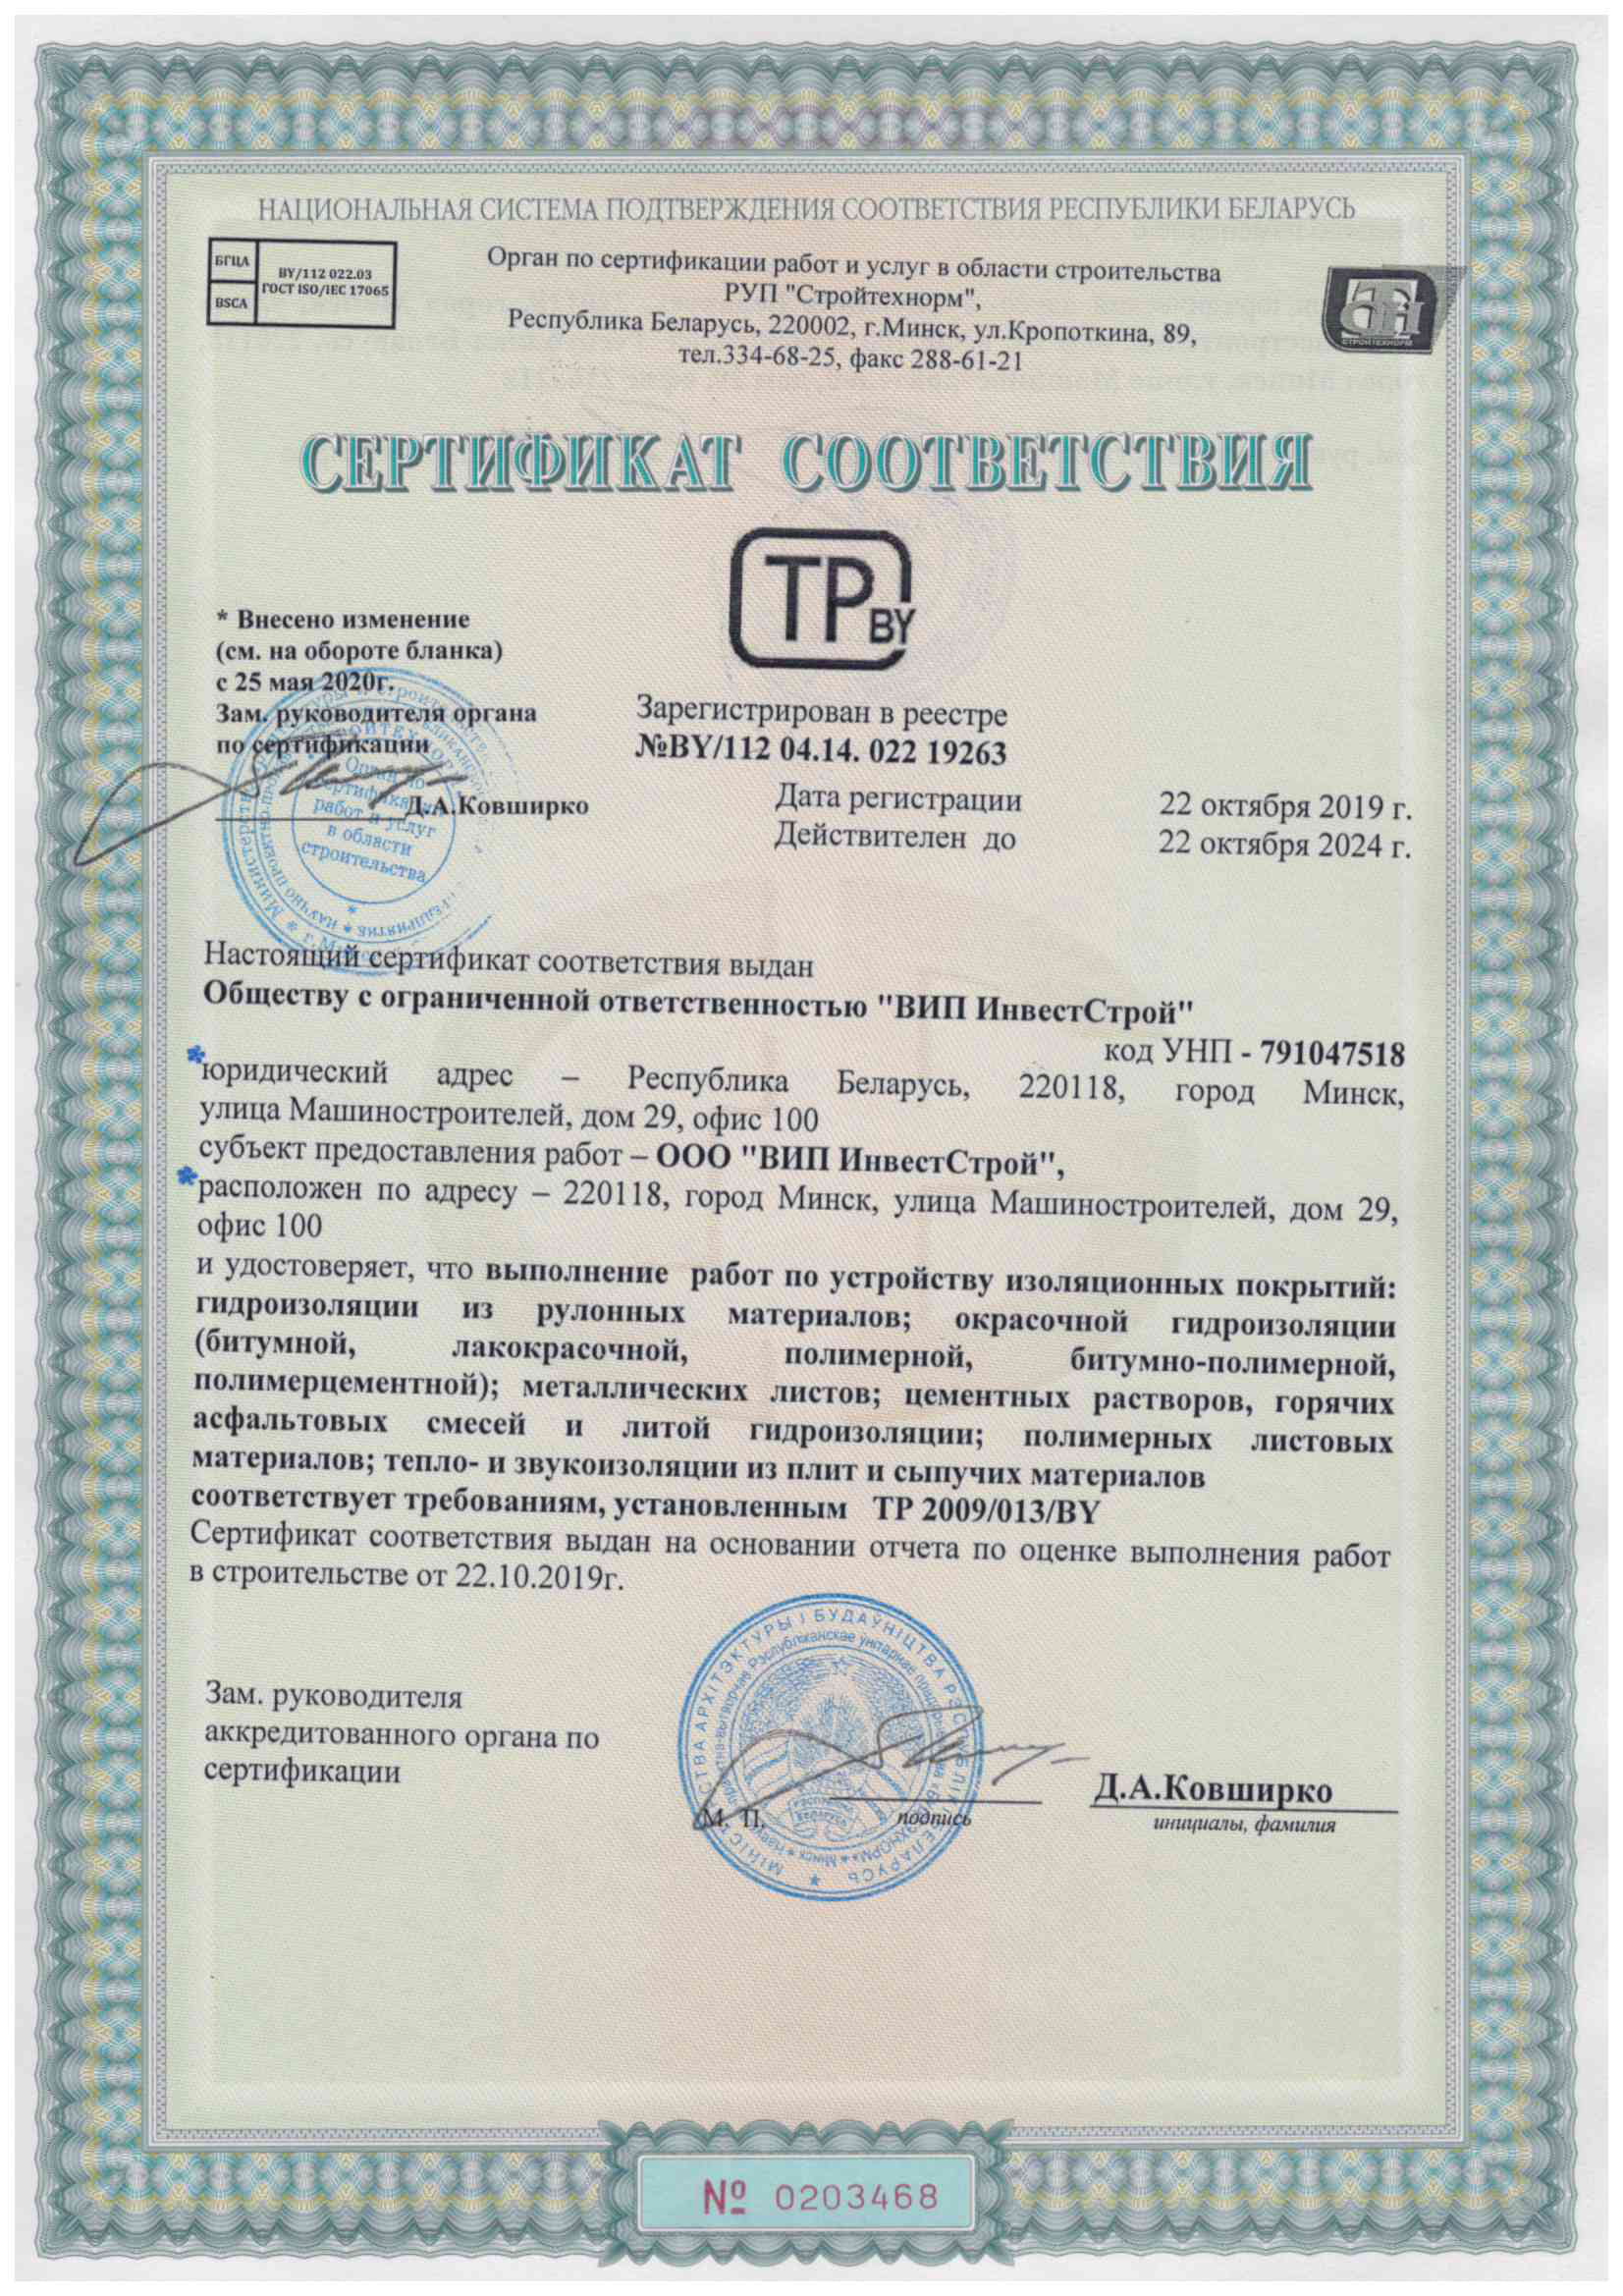 НАЦИОНАЛЬНАЯ СИСТЕМА ПОДТВЕРЖДЕНИЯ СООТВЕТСТВИЯ РЕСПУБЛИКИ БЕЛАРУСЬ
БГЦА
BSCA
BY/112 022.03
ГОСТ ISO/IEC 17065
Орган по сертификации работ и услуг в области строительства
РУП "Стройтехнорм",
Республика Беларусь, 220002, г.Минск, ул.Кропоткина, 89,
тел.334-68-25, факс 288-61-21
СТРОЙТЕХНОРМ
СЕРТИФИКАТ СООТВЕТСТВИЯ
ТР BY
* Внесено изменение
(см. на обороте бланка)
с 25 мая 2020г.
Зам. руководителя органа
по сертификации
Д.А.Ковширко
Орган по
сертификации
работ и услуг
в области
строительства
Зарегистрирован в реестре
№BY/112 04.14. 022 19263
Дата регистрации 22 октября 2019 г.
Действителен до 22 октября 2024 г.
Настоящий сертификат соответствия выдан
Обществу с ограниченной ответственностью "ВИП ИнвестСтрой"
код УНП - 791047518
*юридический адрес – Республика Беларусь, 220118, город Минск,
улица Машиностроителей, дом 29, офис 100
субъект предоставления работ – ООО "ВИП ИнвестСтрой",
*расположен по адресу – 220118, город Минск, улица Машиностроителей, дом 29,
офис 100
и удостоверяет, что выполнение работ по устройству изоляционных покрытий:
гидроизоляции из рулонных материалов; окрасочной гидроизоляции
(битумной, лакокрасочной, полимерной, битумно-полимерной,
полимерцементной); металлических листов; цементных растворов, горячих
асфальтовых смесей и литой гидроизоляции; полимерных листовых
материалов; тепло- и звукоизоляции из плит и сыпучих материалов
соответствует требованиям, установленным ТР 2009/013/BY
Сертификат соответствия выдан на основании отчета по оценке выполнения работ
в строительстве от 22.10.2019г.
Зам. руководителя
аккредитованного органа по
сертификации
М. П.
подпись
Д.А.Ковширко
инициалы, фамилия
№ 0203468